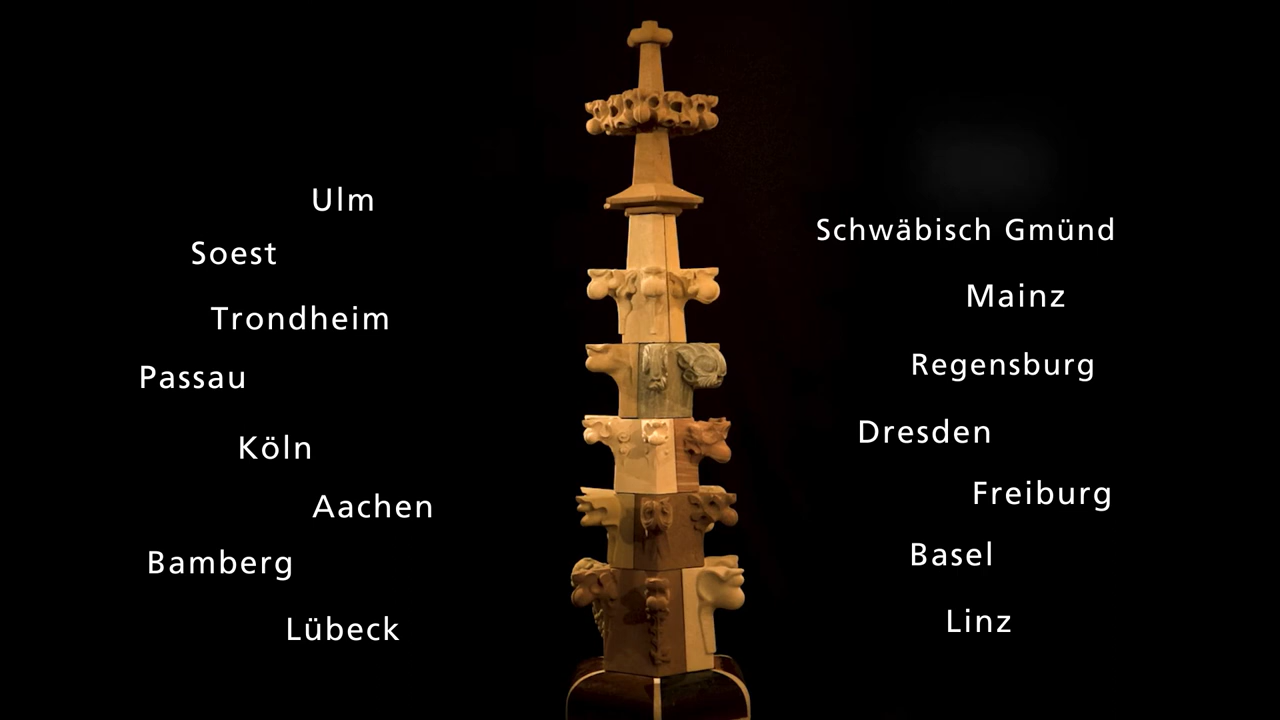 Ulm
Soest
Trondheim
Passau
Köln
Aachen
Bamberg
Lübeck
Schwäbisch Gmünd
Mainz
Regensburg
Dresden
Freiburg
Basel
Linz